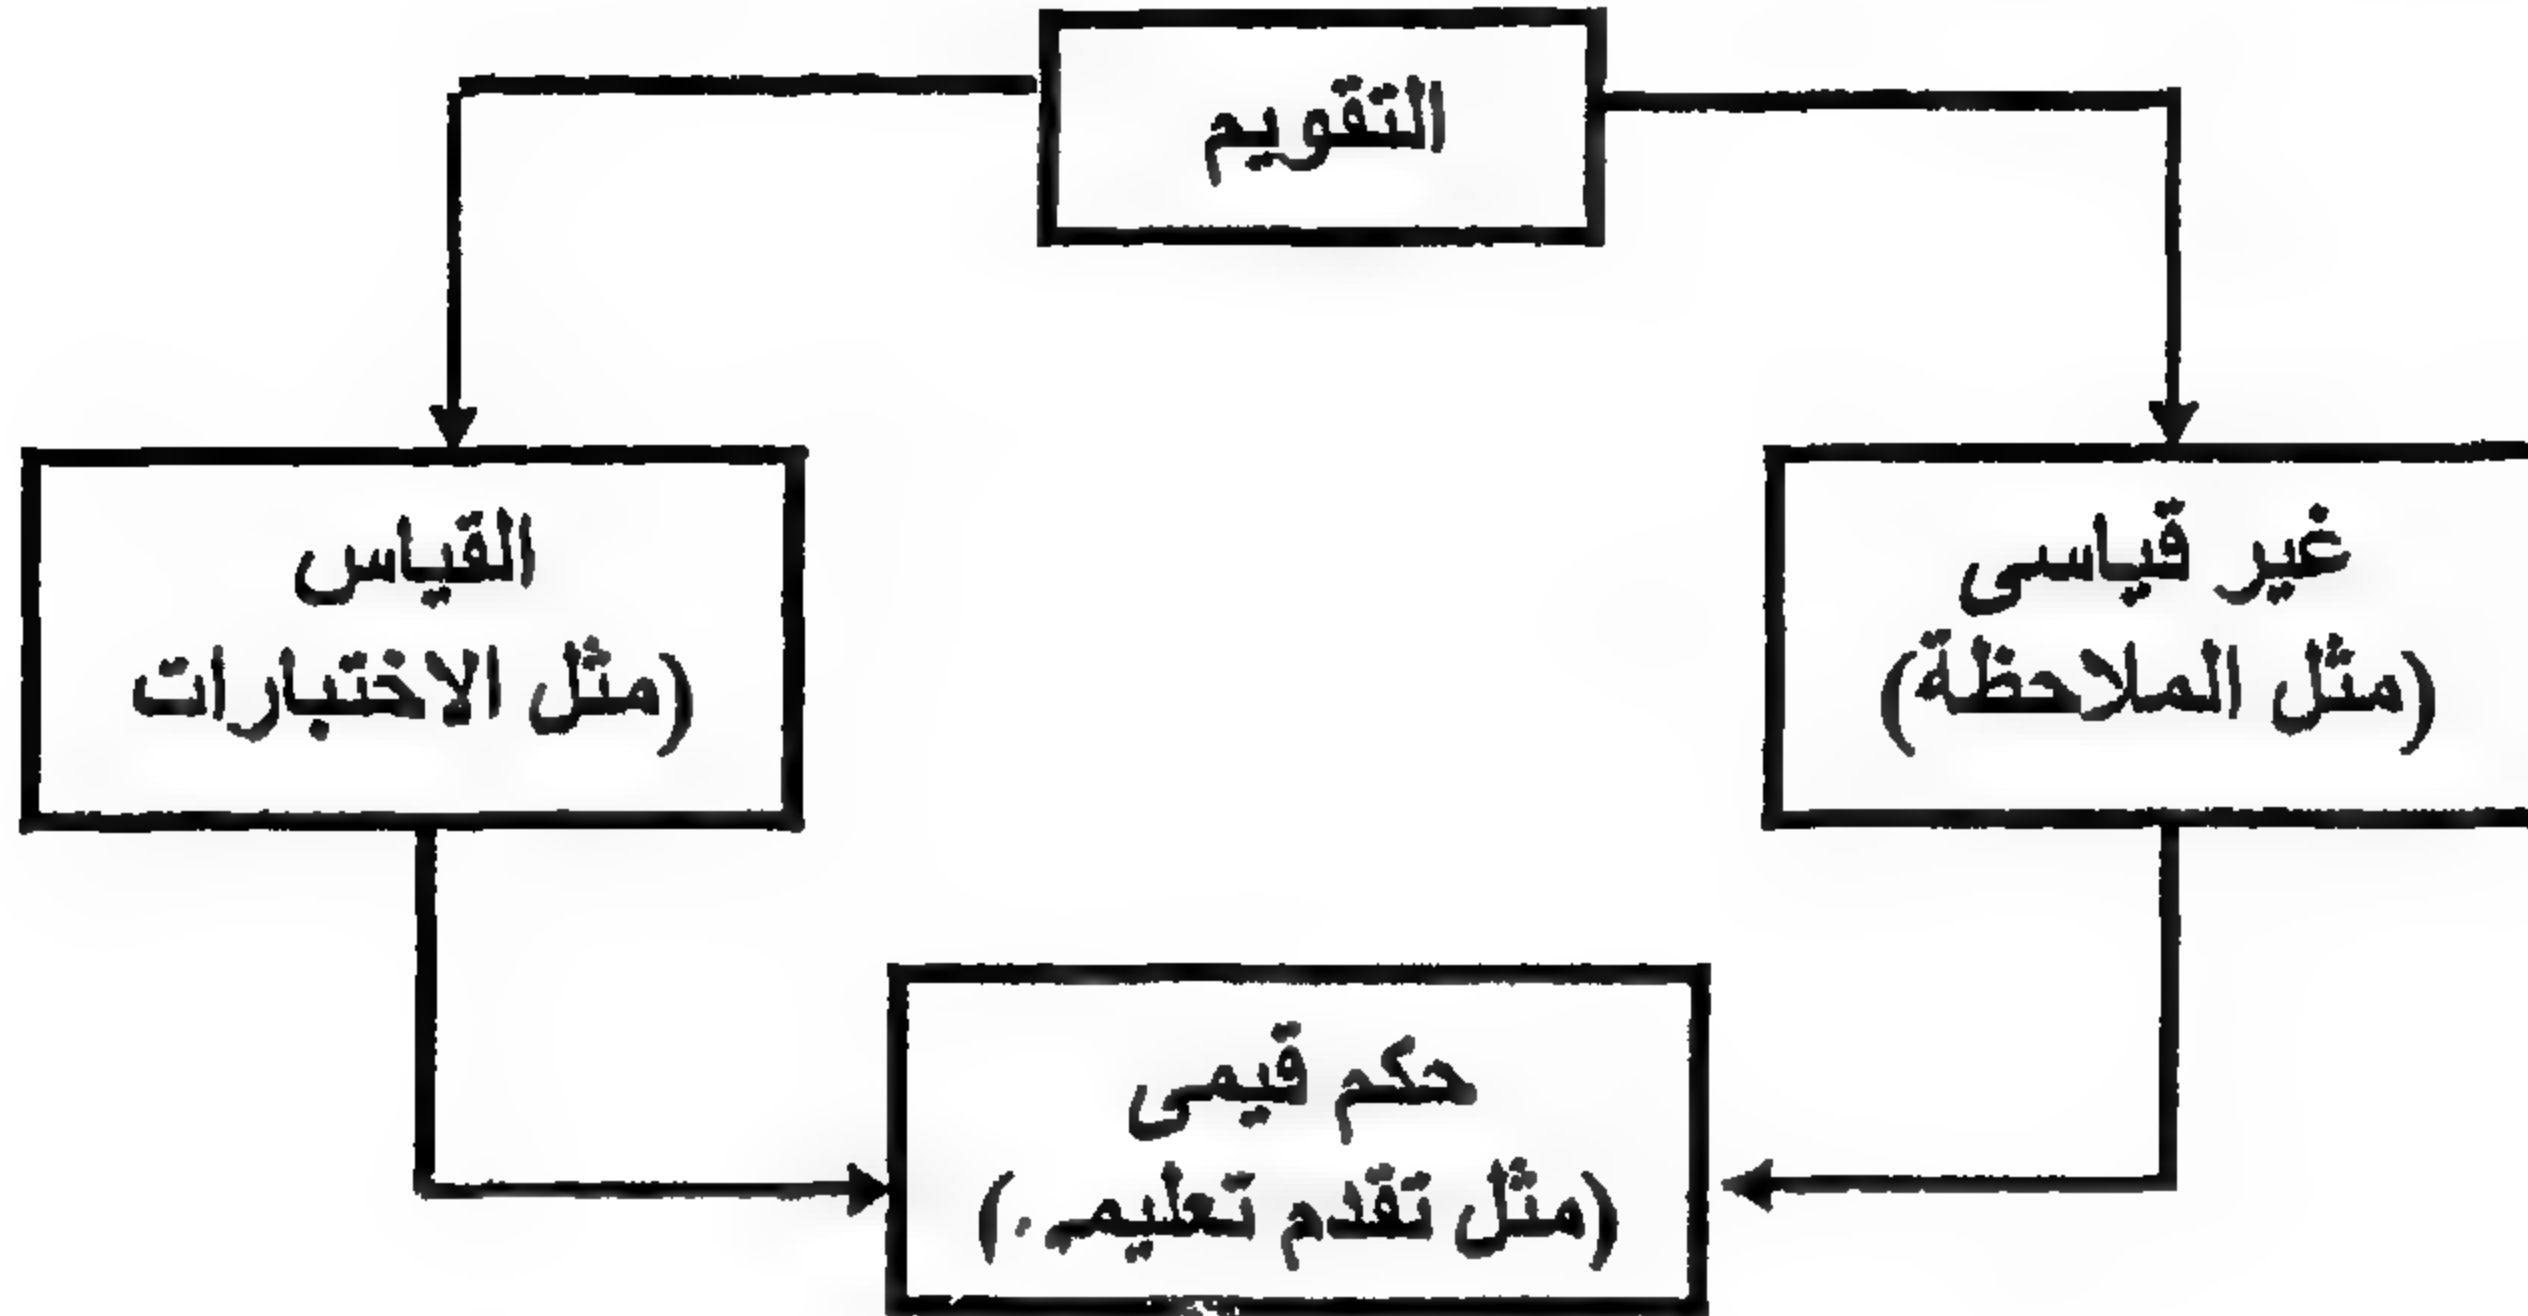 التقويم
غير قياسى
(مثل الملاحظة)
القياس
(مثل الاختبارات
حكم قيمى
(مثل تقدم تعليمى)